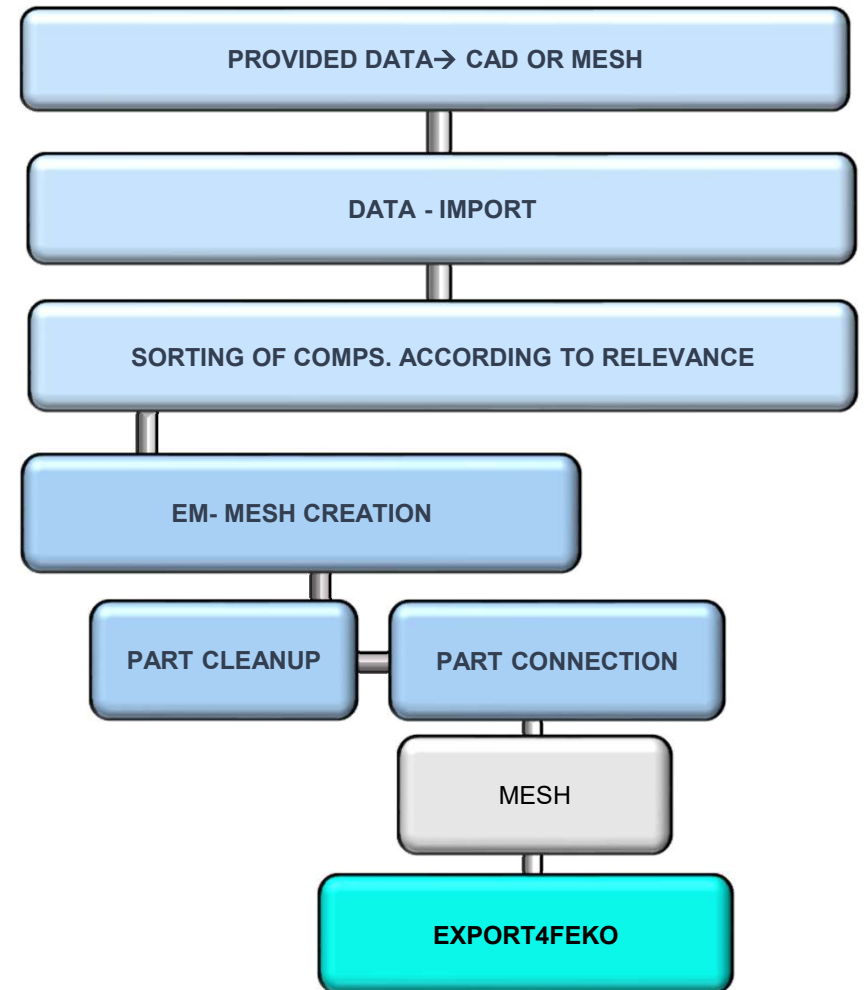 PROVIDED DATA→ CAD OR MESH
DATA - IMPORT
SORTING OF COMPS. ACCORDING TO RELEVANCE
EM- MESH CREATION
PART CLEANUP
PART CONNECTION
MESH
EXPORT4FEKO